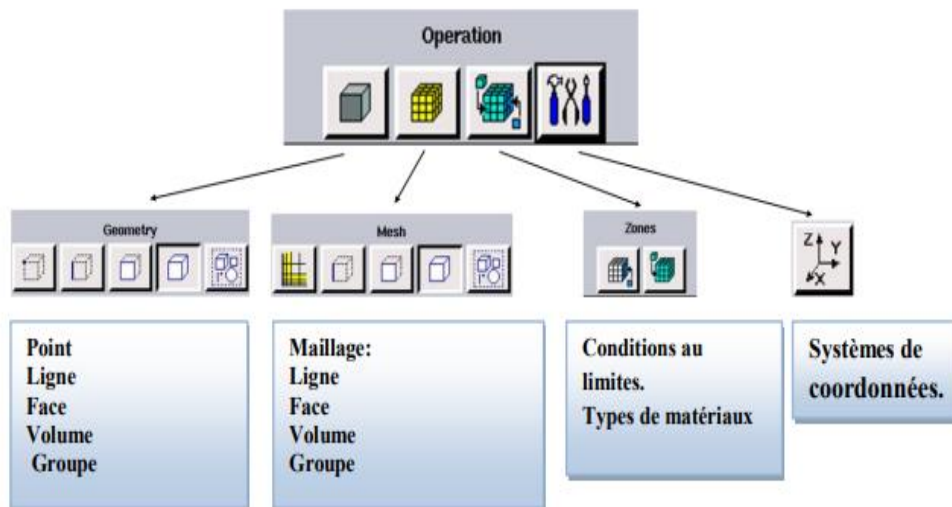 Operation
Geometry
Mesh
Zones
Z
Y
X
Point
Ligne
Face
Volume
Groupe
Maillage:
Ligne
Face
Volume
Groupe
Conditions au
limites.
Types de matériaux
Systèmes de
coordonnées.